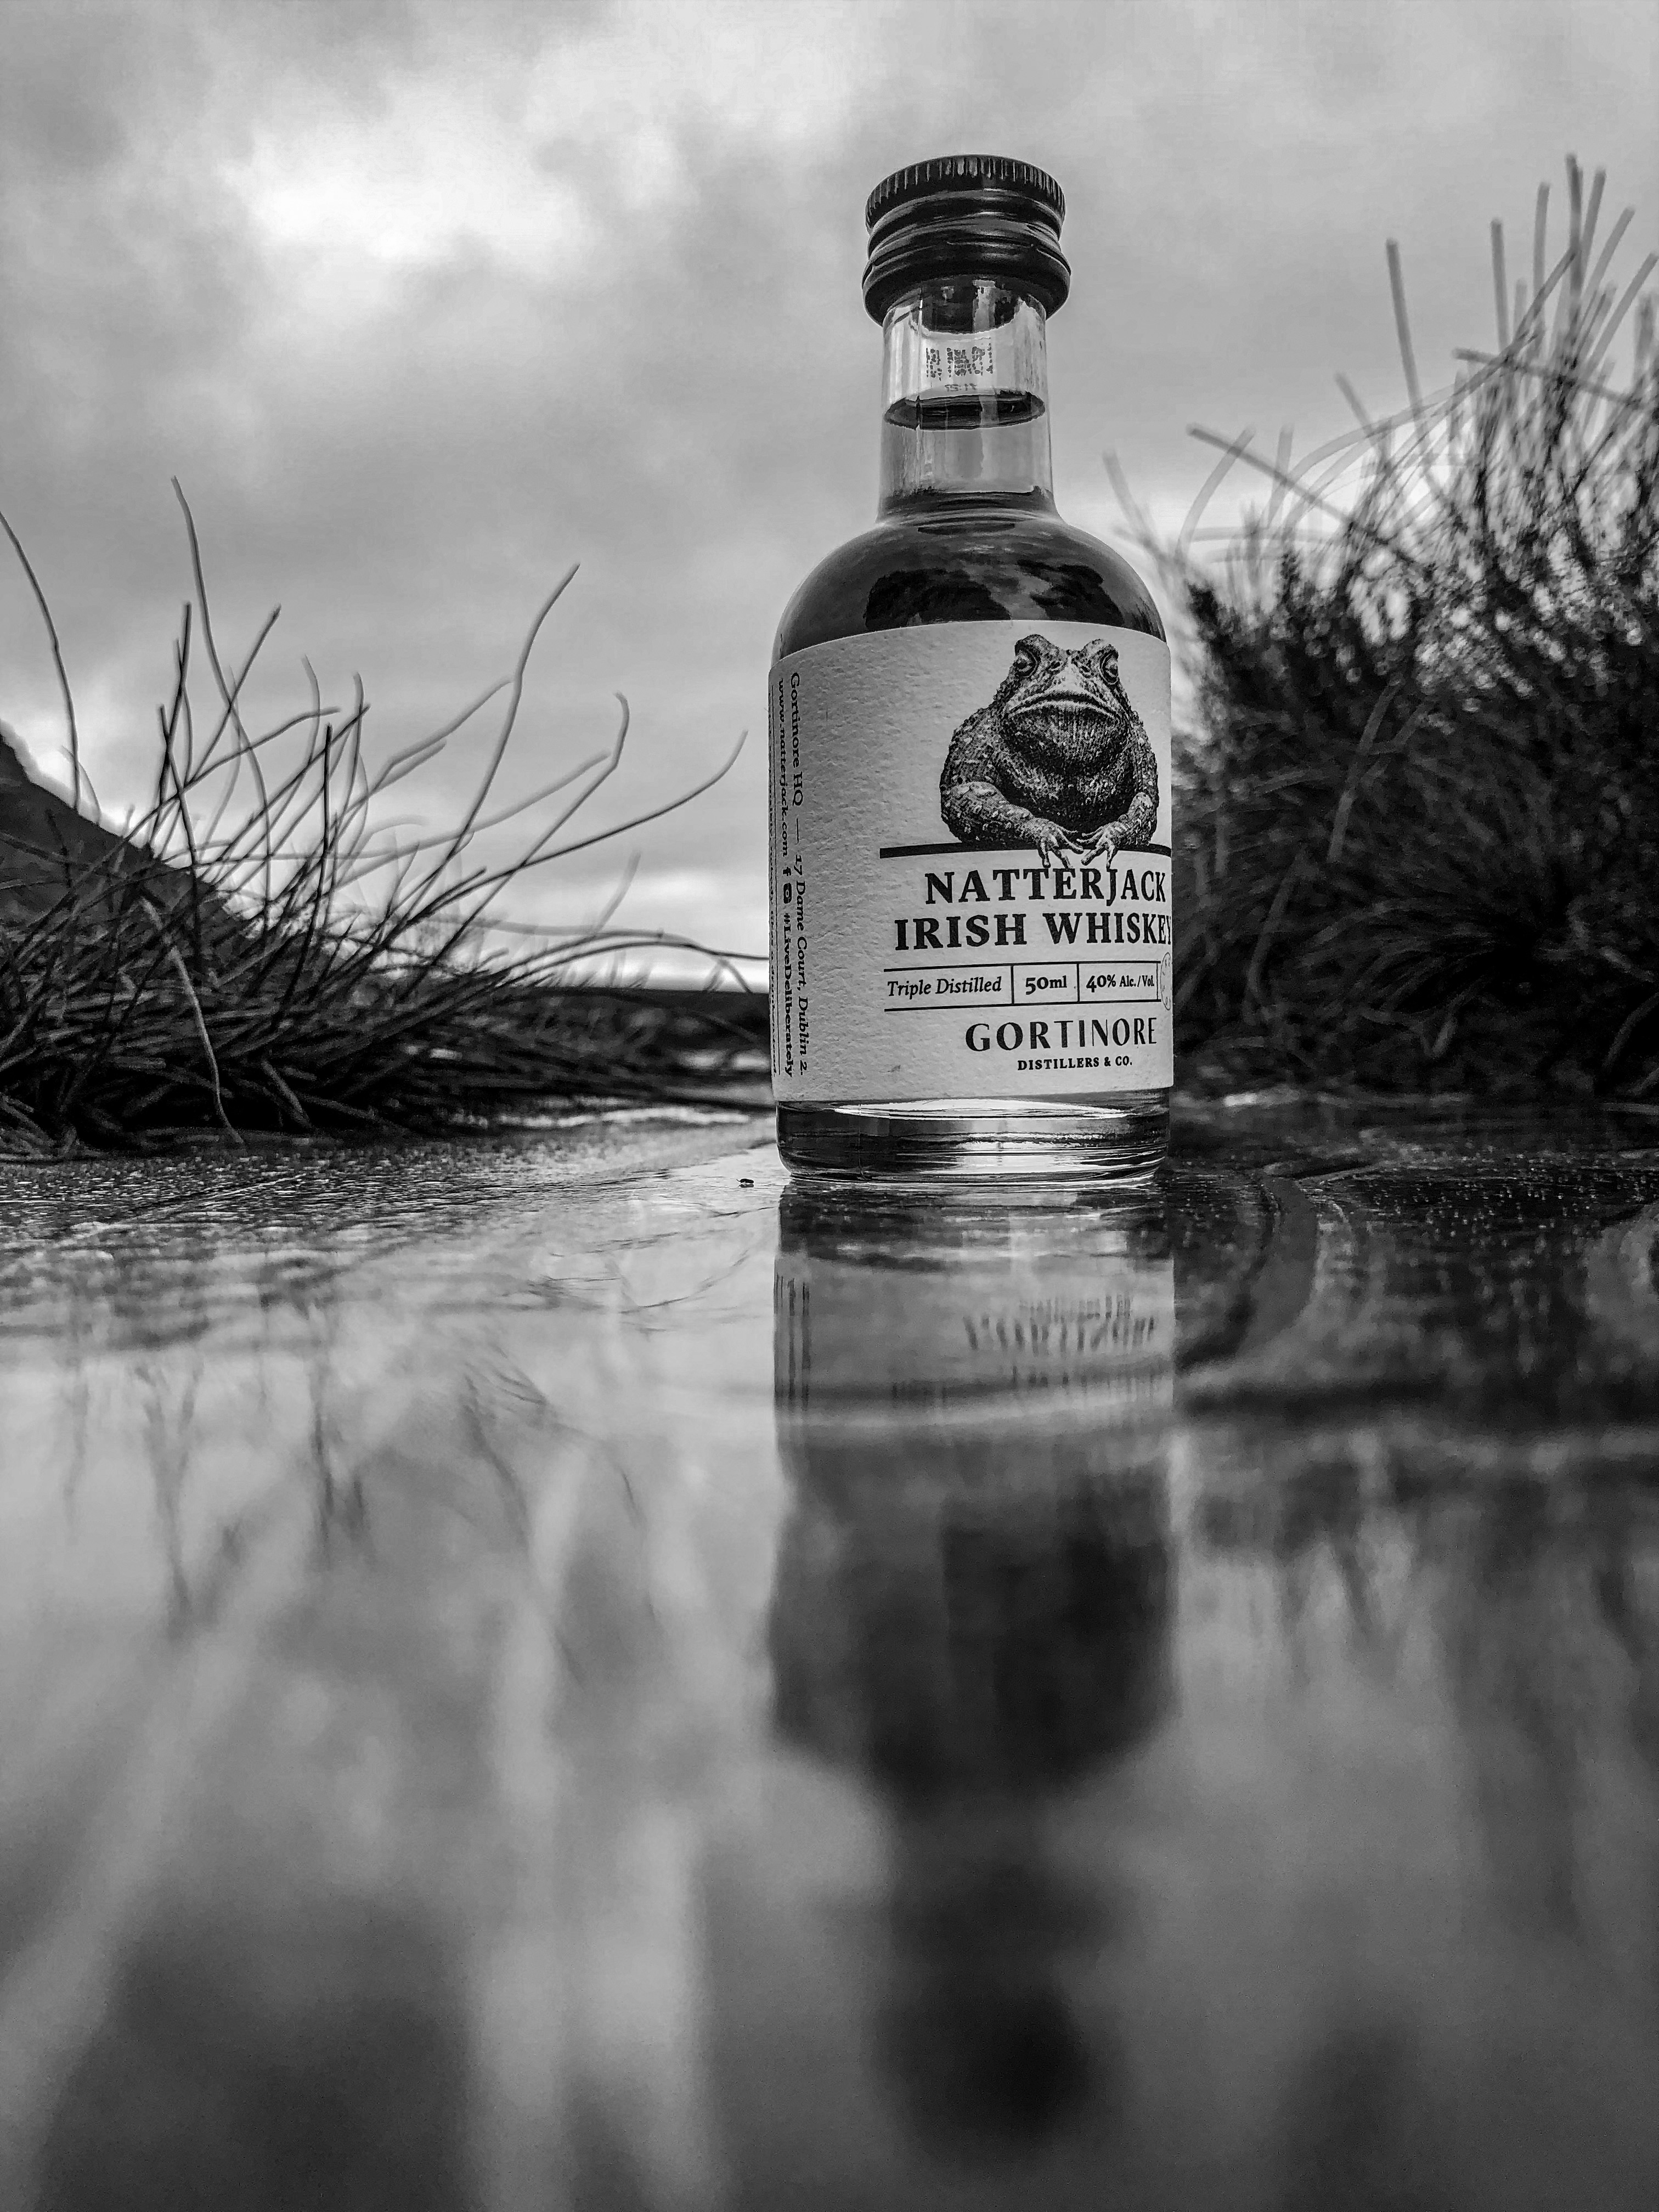 NATTERJACK
IRISH WHISKEY
Triple Distilled 50ml 40% Alc./Vol.
GORTINORE
DISTILLERS & CO.
Gortinore HQ — 17 Dame Court, Dublin 2.
www.natterjack.com #LiveDeliberately